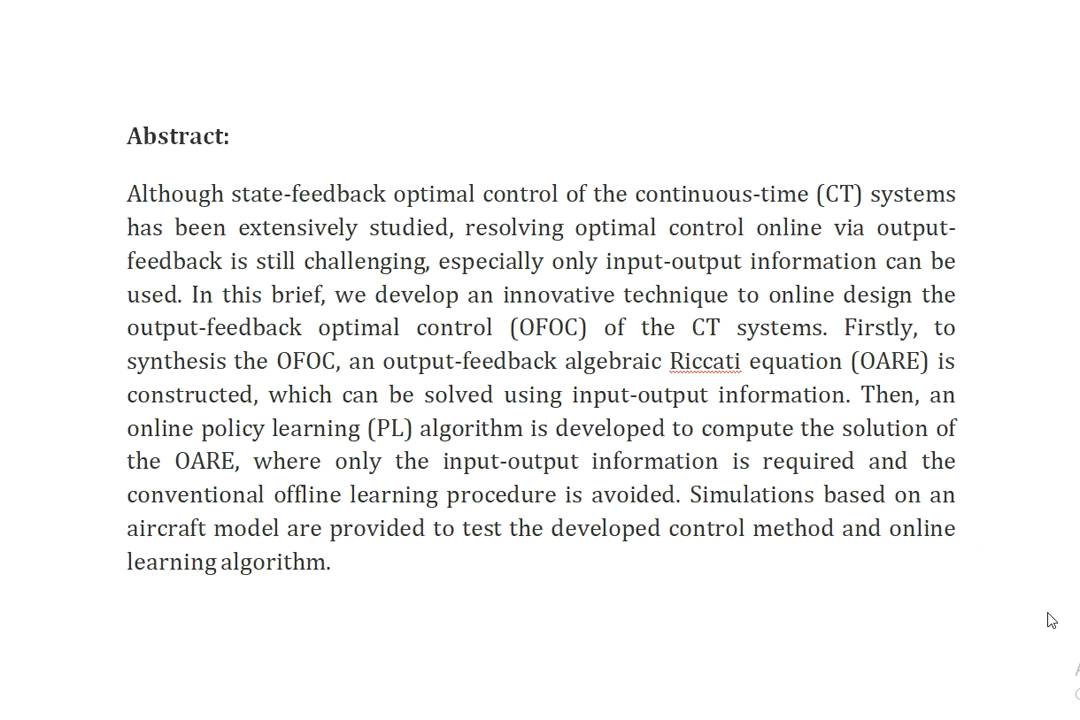 Abstract:
Although state-feedback optimal control of the continuous-time (CT) systems
has been extensively studied, resolving optimal control online via output-
feedback is still challenging, especially only input-output information can be
used. In this brief, we develop an innovative technique to online design the
output-feedback optimal control (OFOC) of the CT systems. Firstly, to
synthesis the OFOC, an output-feedback algebraic Riccati equation (OARE) is
constructed, which can be solved using input-output information. Then, an
online policy learning (PL) algorithm is developed to compute the solution of
the OARE, where only the input-output information is required and the
conventional offline learning procedure is avoided. Simulations based on an
aircraft model are provided to test the developed control method and online
learning algorithm.